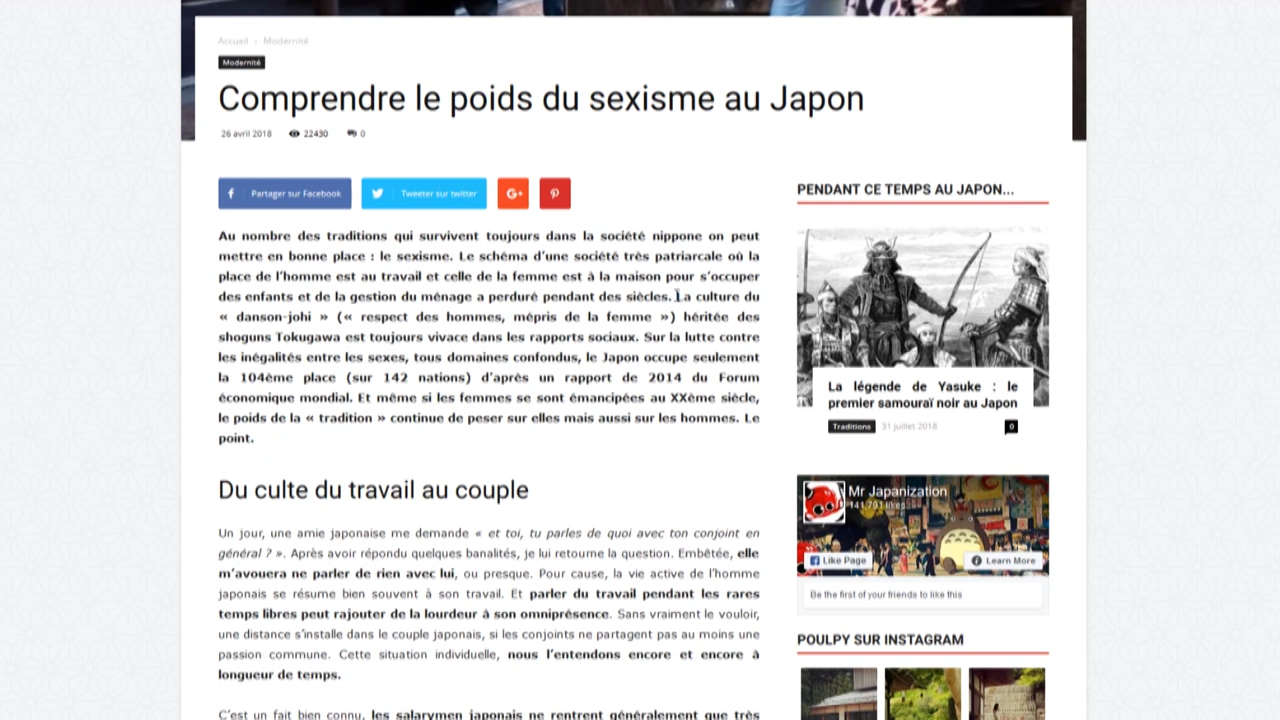 Accueil › Modernité
Modernité
Comprendre le poids du sexisme au Japon
26 avril 2018 22430 0
Partager sur Facebook
Tweeter sur twitter
G+
Au nombre des traditions qui survivent toujours dans la société nippone on peut
mettre en bonne place : le sexisme. Le schéma d’une société très patriarcale où la
place de l’homme est au travail et celle de la femme est à la maison pour s’occuper
des enfants et de la gestion du ménage a perduré pendant des siècles. La culture du
« danson-johi » (« respect des hommes, mépris de la femme ») héritée des
shoguns Tokugawa est toujours vivace dans les rapports sociaux. Sur la lutte contre
les inégalités entre les sexes, tous domaines confondus, le Japon occupe seulement
la 104ème place (sur 142 nations) d’après un rapport de 2014 du Forum
économique mondial. Et même si les femmes se sont émancipées au XXème siècle,
le poids de la « tradition » continue de peser sur elles mais aussi sur les hommes. Le
point.
Du culte du travail au couple
Un jour, une amie japonaise me demande « et toi, tu parles de quoi avec ton conjoint en
général ? ». Après avoir répondu quelques banalités, je lui retourne la question. Embêtée, elle
m’avouera ne parler de rien avec lui, ou presque. Pour cause, la vie active de l’homme
japonais se résume bien souvent à son travail. Et parler du travail pendant les rares
temps libres peut rajouter de la lourdeur à son omniprésence. Sans vraiment le vouloir,
une distance s’installe dans le couple japonais, si les conjoints ne partagent pas au moins une
passion commune. Cette situation individuelle, nous l’entendons encore et encore à
longueur de temps.
C’est un fait bien connu, les salarymen japonais ne rentrent généralement que très
PENDANT CE TEMPS AU JAPON...
La légende de Yasuke : le
premier samouraï noir au Japon
Traditions 31 juillet 2018 0
Mr Japanization
141,791 likes
Like Page
Learn More
Be the first of your friends to like this
POULPY SUR INSTAGRAM